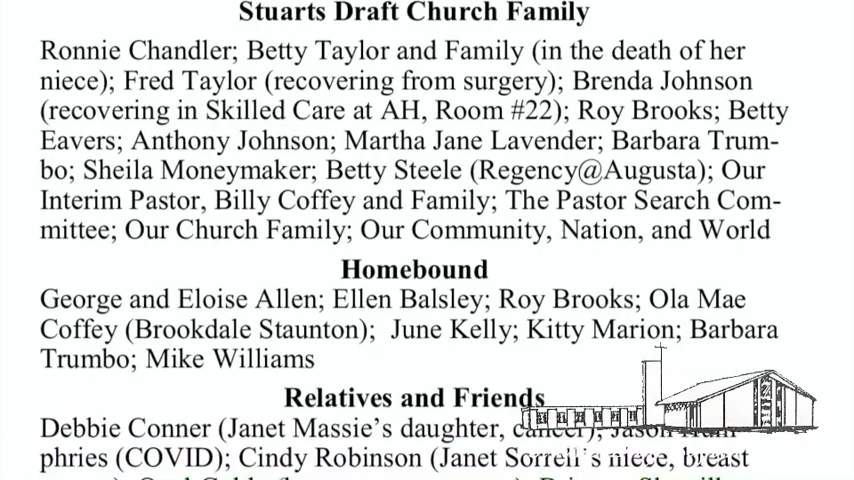 Stuarts Draft Church Family
Ronnie Chandler; Betty Taylor and Family (in the death of her
niece); Fred Taylor (recovering from surgery); Brenda Johnson
(recovering in Skilled Care at AH, Room #22); Roy Brooks; Betty
Eavers; Anthony Johnson; Martha Jane Lavender; Barbara Trum-
bo; Sheila Moneymaker; Betty Steele (Regency@Augusta); Our
Interim Pastor, Billy Coffey and Family; The Pastor Search Com-
mittee; Our Church Family; Our Community, Nation, and World
Homebound
George and Eloise Allen; Ellen Balsley; Roy Brooks; Ola Mae
Coffey (Brookdale Staunton); June Kelly; Kitty Marion; Barbara
Trumbo; Mike Williams
Relatives and Friends
Debbie Conner (Janet Massie's daughter, cancer); Jason Hum-
phries (COVID); Cindy Robinson (Janet Sorrell's niece, breast